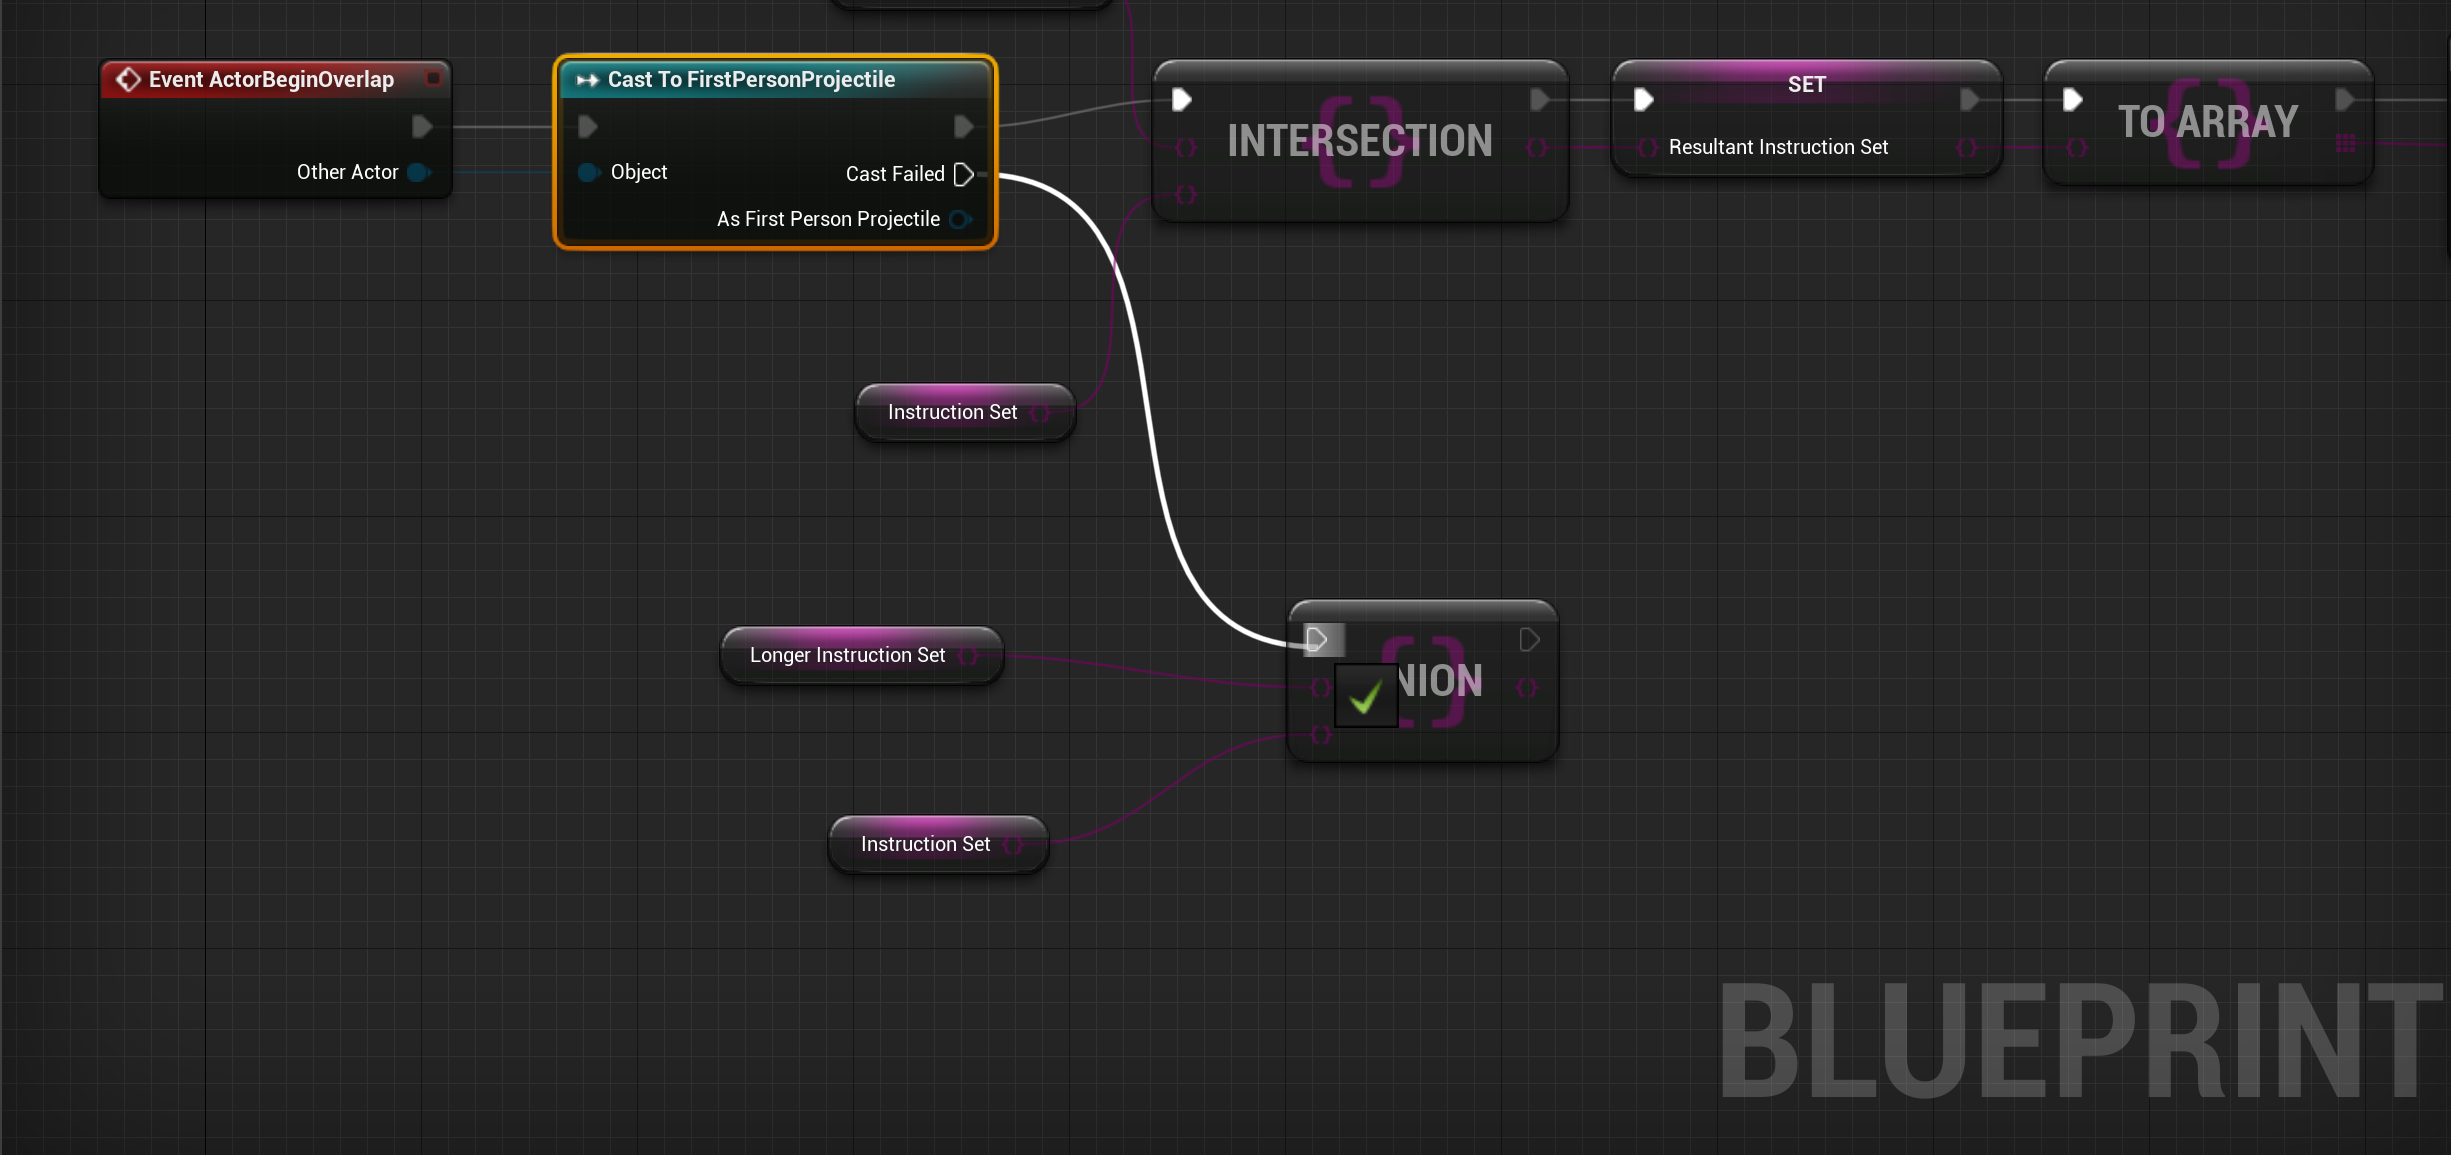 Event ActorBeginOverlap
Other Actor
Cast To FirstPersonProjectile
Object
Cast Failed
As First Person Projectile
INTERSECTION
SET
Resultant Instruction Set
TO ARRAY
Instruction Set
Longer Instruction Set
NION
Instruction Set
BLUEPRINT